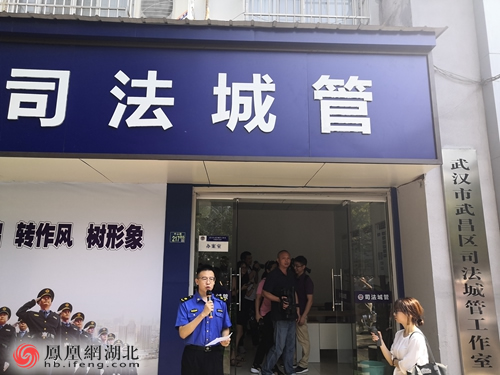 司法城管
武汉市武昌区司法城管工作室
转作风 树形象
司法城管
鳳凰網湖北
hb.ifeng.com